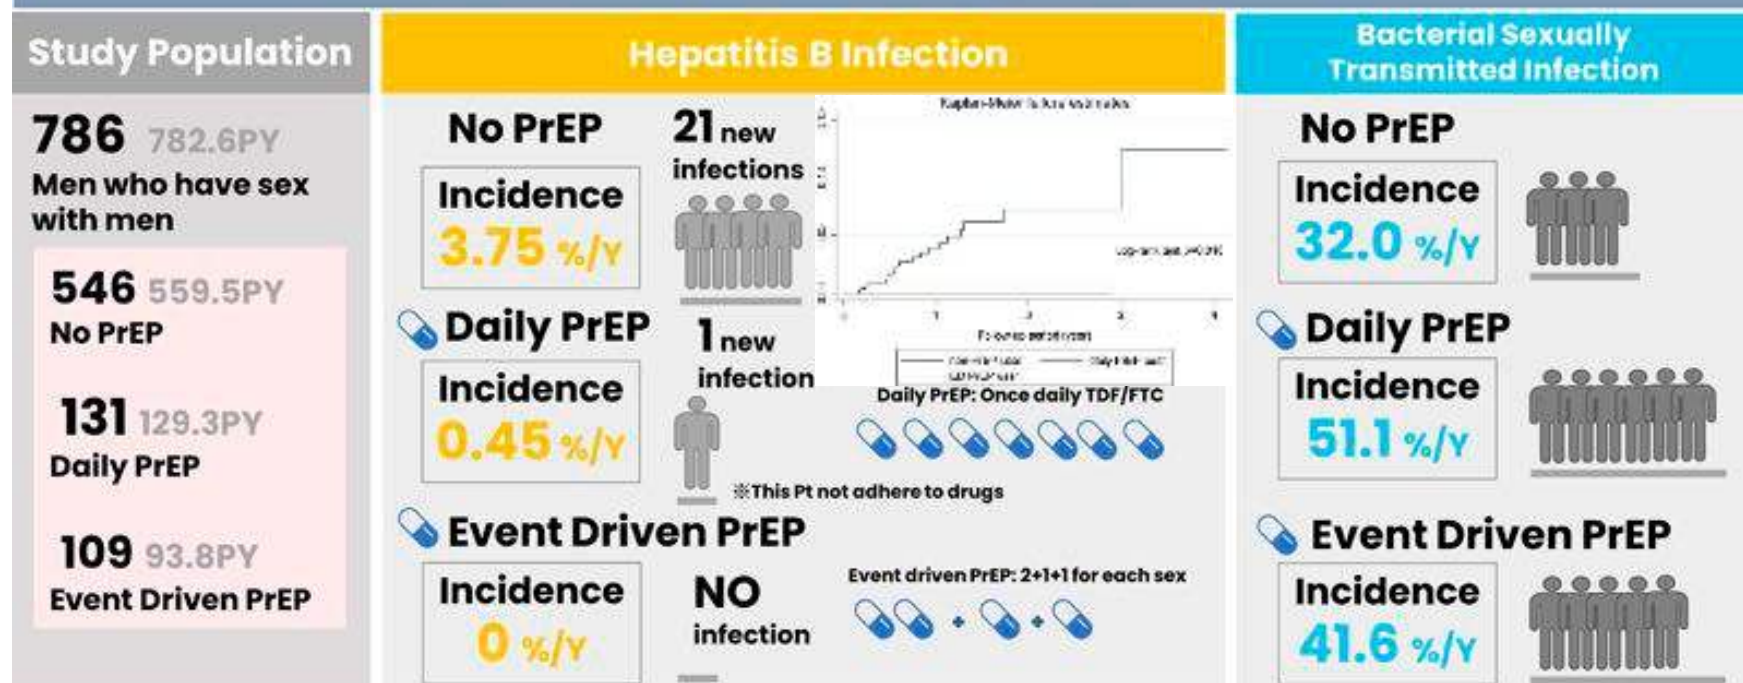 Study Population
786 782.6PY
Men who have sex
with men
546 559.5PY
No PrEP
131 129.3PY
Daily PrEP
109 93.8PY
Event Driven PrEP
Hepatitis B Infection
No PrEP
21 new
infections
Incidence
3.75 %/Y
Daily PrEP
1 new
infection
Incidence
0.45 %/Y
※This Pt not adhere to drugs
Daily PrEP: Once daily TDF/FTC
Event Driven PrEP
Incidence
0 %/Y
NO
infection
Event driven PrEP: 2+1+1 for each sex
+ +
Bacterial Sexually
Transmitted Infection
No PrEP
Incidence
32.0 %/Y
Daily PrEP
Incidence
51.1 %/Y
Event Driven PrEP
Incidence
41.6 %/Y